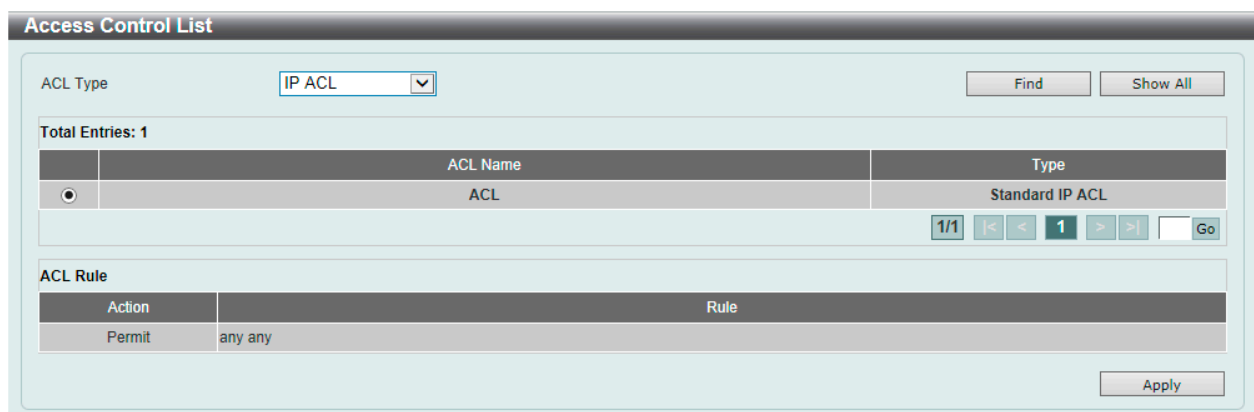 Access Control List
ACL Type IP ACL Find Show All
Total Entries: 1
ACL Name Type
ACL Standard IP ACL
1/1 |< < 1 > >| Go
ACL Rule
Action Rule
Permit any any
Apply